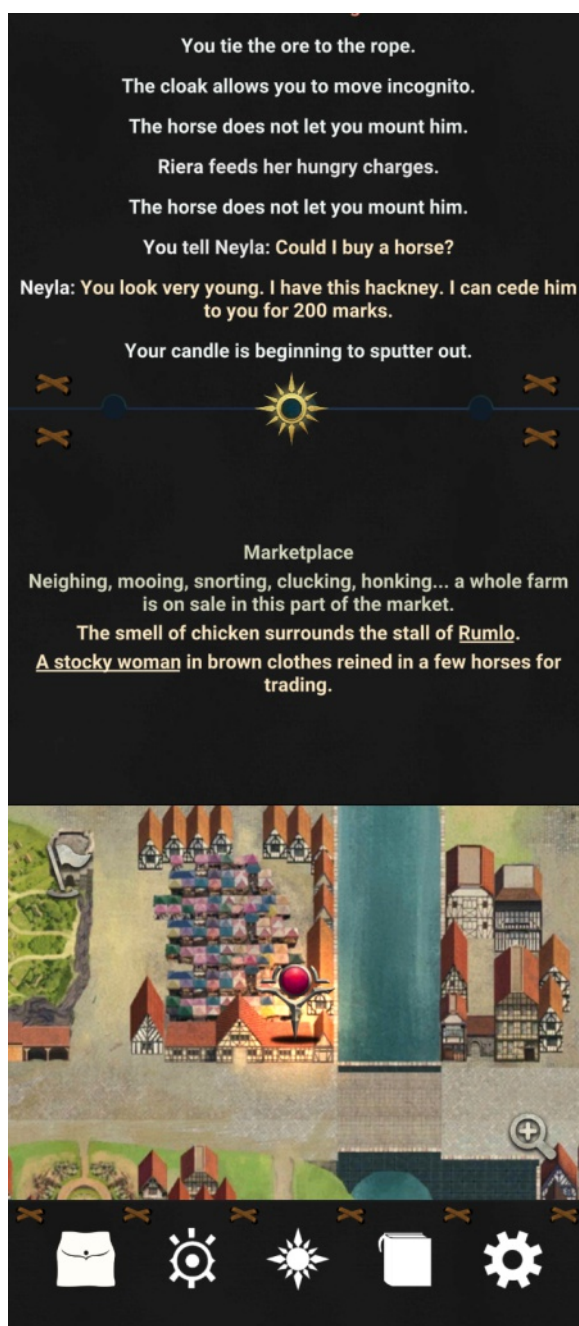 You tie the ore to the rope.
The cloak allows you to move incognito.
The horse does not let you mount him.
Riera feeds her hungry charges.
The horse does not let you mount him.
You tell Neyla: Could I buy a horse?
Neyla: You look very young. I have this hackney. I can cede him
to you for 200 marks.
Your candle is beginning to sputter out.
Marketplace
Neighing, mooing, snorting, clucking, honking... a whole farm
is on sale in this part of the market.
The smell of chicken surrounds the stall of Rumlo.
A stocky woman in brown clothes reined in a few horses for
trading.